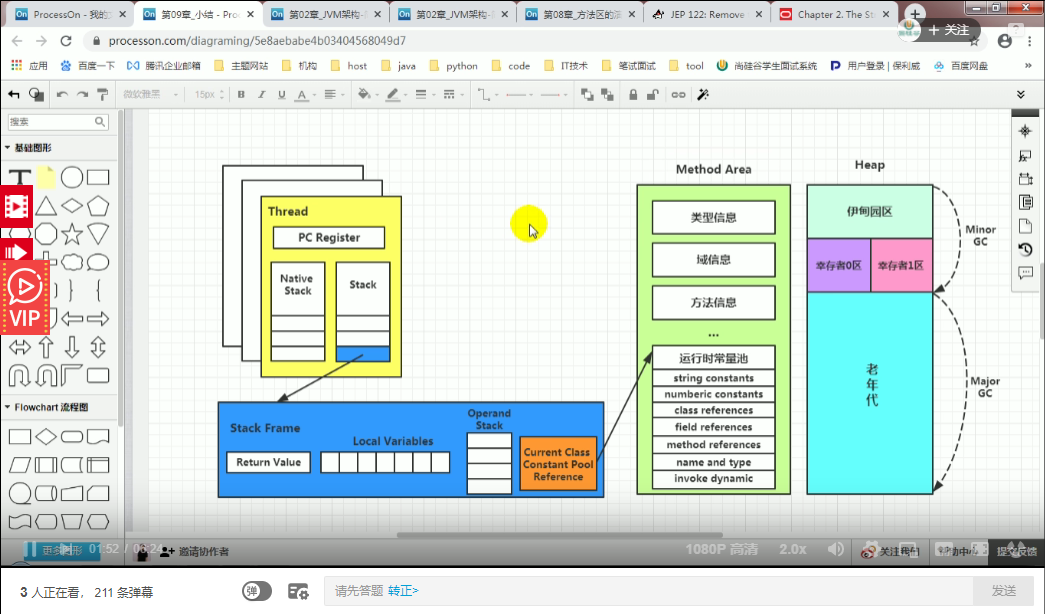 ProcessOn - 我的文
第09章_小结 - Proc
第02章_JVM架构-
第02章_JVM架构-
第08章_方法区的演
JEP 122: Remove
Chapter 2. The St
processon.com/diagraming/5e8aebabe4b03404568049d7
+ 关注
应用
百度一下
腾讯企业邮箱
主题网站
机构
host
java
python
code
IT技术
笔试面试
tool
尚硅谷学生面试系统
用户登录 | 保利威
百度网盘
»
微软雅黑
15px
B
I
U
A
搜索
基础图形
T
VIP
Flowchart 流程图
更多图形
Thread
PC Register
Native
Stack
Stack
Stack Frame
Return Value
Local Variables
Operand
Stack
Current Class
Constant Pool
Reference
Method Area
类型信息
域信息
方法信息
...
运行时常量池
string constants
numberic constants
class references
field references
method references
name and type
invoke dynamic
Heap
伊甸园区
幸存者0区
幸存者1区
老
年
代
Minor
GC
Major
GC
01:52 / 08:24
邀请协作者
1080P 高清
2.0x
关注我们
帮助中心
提交反馈
3 人正在看， 211 条弹幕
弹
请先答题 转正>
发送